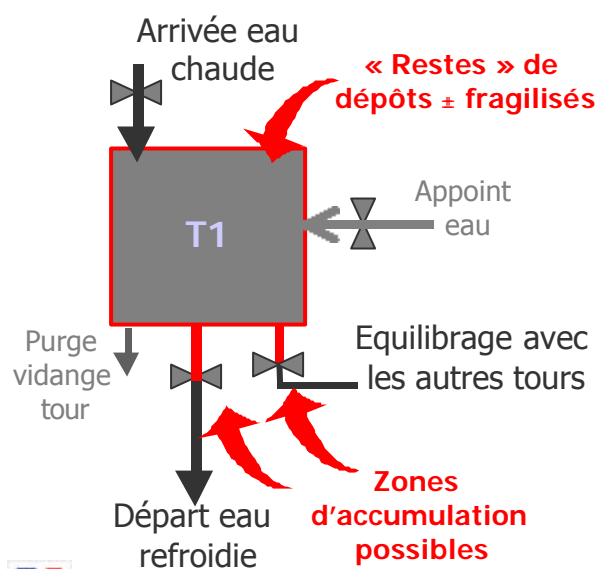 Arrivée eau
chaude
« Restes » de
dépôts ± fragilisés
T1
Appoint
eau
Purge
vidange
tour
Equilibrage avec
les autres tours
Départ eau
refroidie
Zones
d'accumulation
possibles